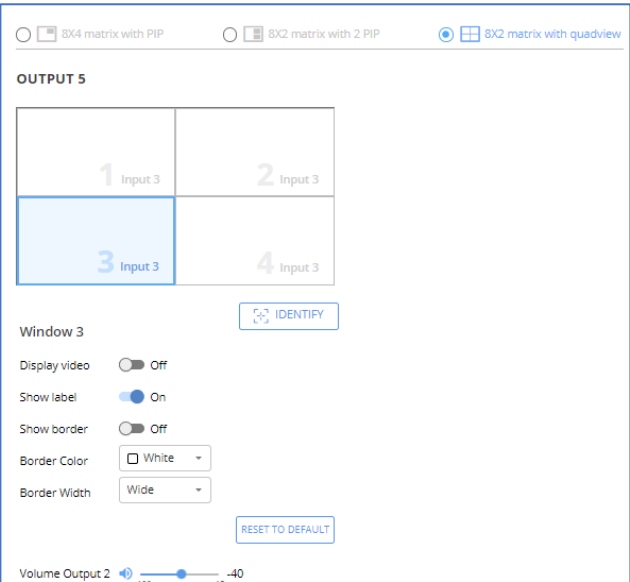 8X4 matrix with PIP
8X2 matrix with 2 PIP
8X2 matrix with quadview
OUTPUT 5
1 Input 3
2 Input 3
3 Input 3
4 Input 3
IDENTIFY
Window 3
Display video Off
Show label On
Show border Off
Border Color White
Border Width Wide
RESET TO DEFAULT
Volume Output 2 -40